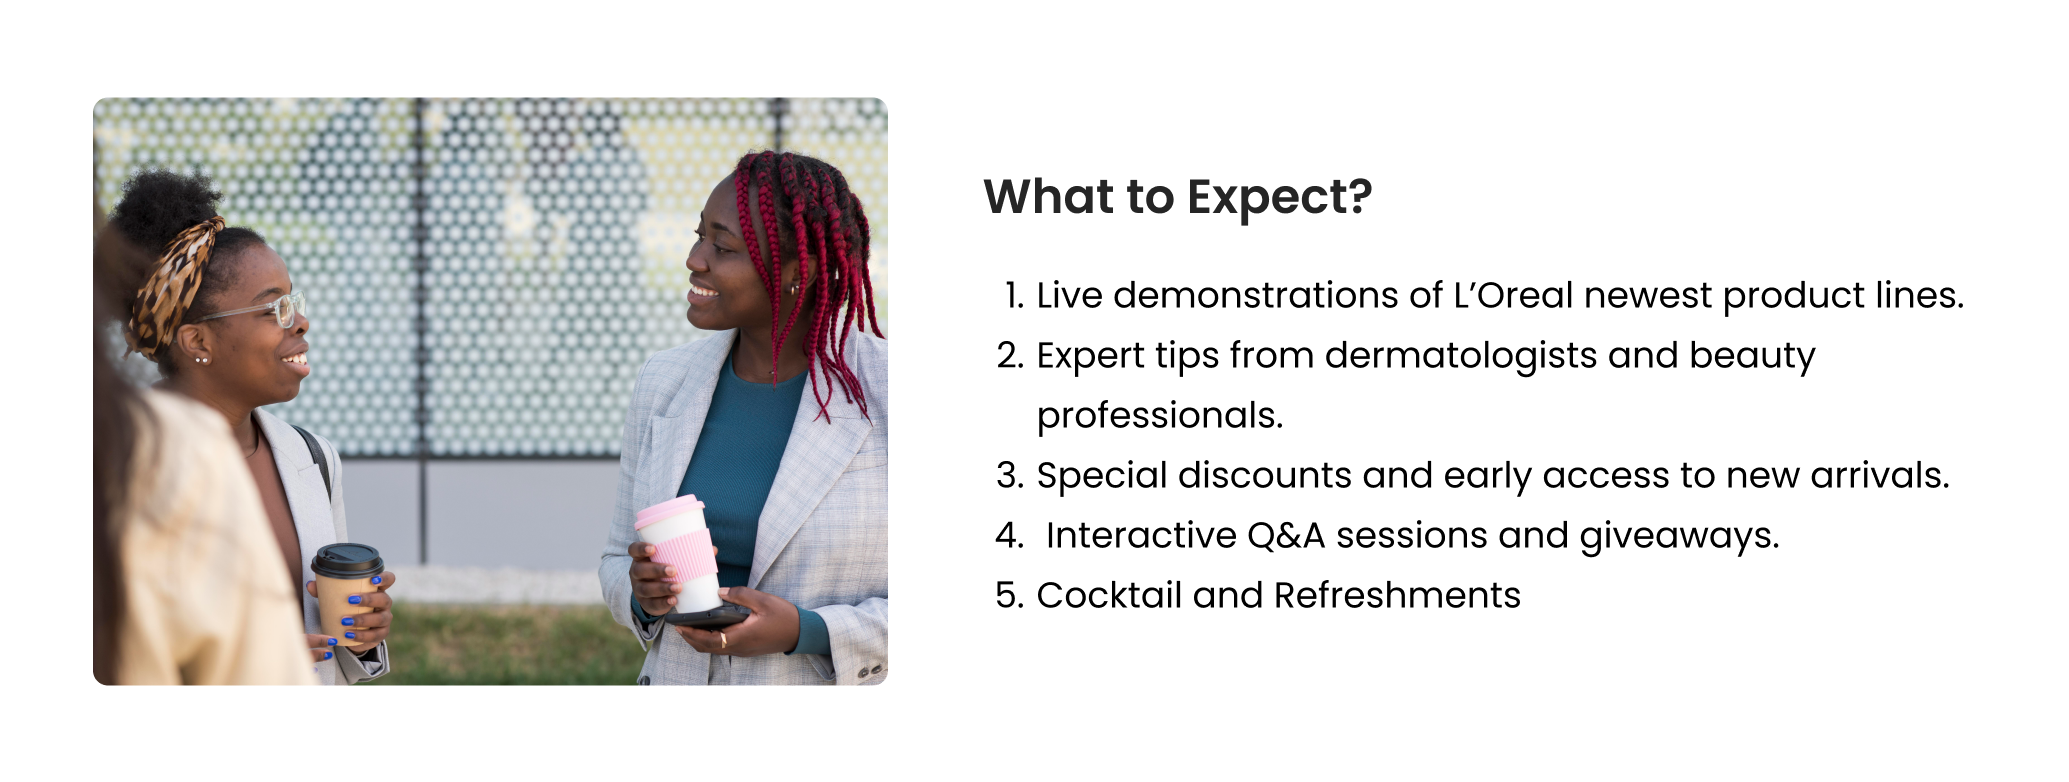 What to Expect?
1. Live demonstrations of L’Oreal newest product lines.
2. Expert tips from dermatologists and beauty
professionals.
3. Special discounts and early access to new arrivals.
4. Interactive Q&A sessions and giveaways.
5. Cocktail and Refreshments